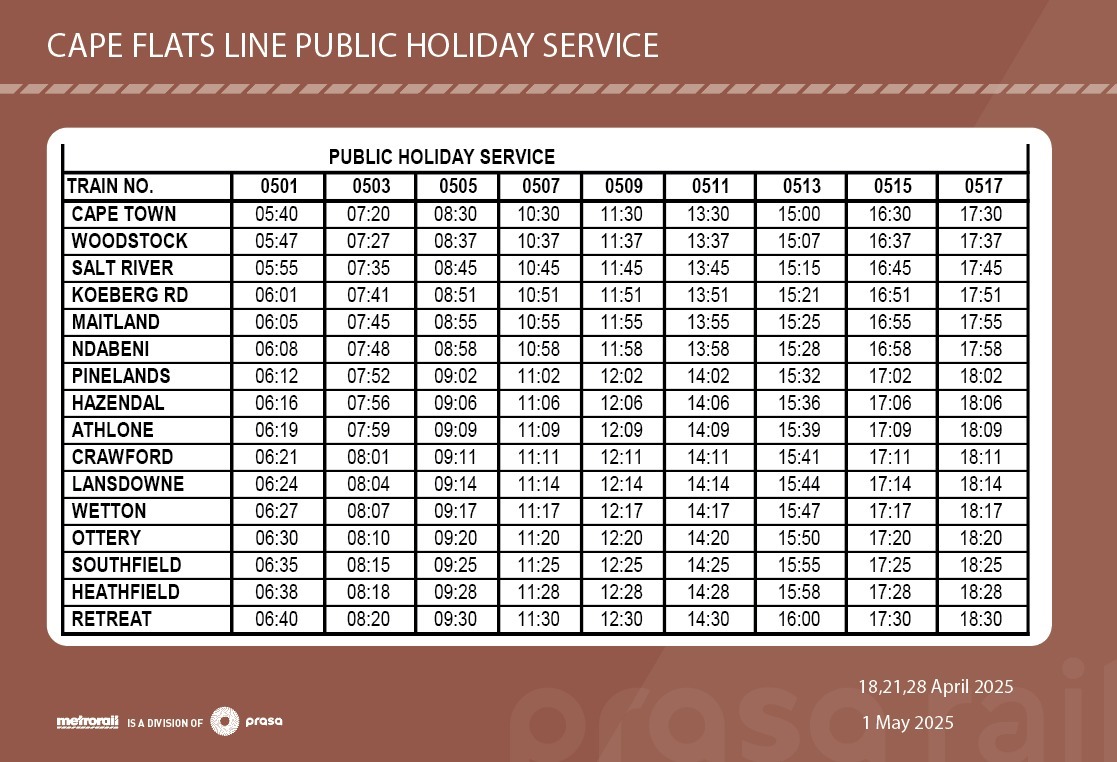 CAPE FLATS LINE PUBLIC HOLIDAY SERVICE
PUBLIC HOLIDAY SERVICE
TRAIN NO. 0501 0503 0505 0507 0509 0511 0513 0515 0517
CAPE TOWN 05:40 07:20 08:30 10:30 11:30 13:30 15:00 16:30 17:30
WOODSTOCK 05:47 07:27 08:37 10:37 11:37 13:37 15:07 16:37 17:37
SALT RIVER 05:55 07:35 08:45 10:45 11:45 13:45 15:15 16:45 17:45
KOEBERG RD 06:01 07:41 08:51 10:51 11:51 13:51 15:21 16:51 17:51
MAITLAND 06:05 07:45 08:55 10:55 11:55 13:55 15:25 16:55 17:55
NDABENI 06:08 07:48 08:58 10:58 11:58 13:58 15:28 16:58 17:58
PINELANDS 06:12 07:52 09:02 11:02 12:02 14:02 15:32 17:02 18:02
HAZENDAL 06:16 07:56 09:06 11:06 12:06 14:06 15:36 17:06 18:06
ATHLONE 06:19 07:59 09:09 11:09 12:09 14:09 15:39 17:09 18:09
CRAWFORD 06:21 08:01 09:11 11:11 12:11 14:11 15:41 17:11 18:11
LANSDOWNE 06:24 08:04 09:14 11:14 12:14 14:14 15:44 17:14 18:14
WETTON 06:27 08:07 09:17 11:17 12:17 14:17 15:47 17:17 18:17
OTTERY 06:30 08:10 09:20 11:20 12:20 14:20 15:50 17:20 18:20
SOUTHFIELD 06:35 08:15 09:25 11:25 12:25 14:25 15:55 17:25 18:25
HEATHFIELD 06:38 08:18 09:28 11:28 12:28 14:28 15:58 17:28 18:28
RETREAT 06:40 08:20 09:30 11:30 12:30 14:30 16:00 17:30 18:30
18,21,28 April 2025
1 May 2025
metrorail IS A DIVISION OF prasa
prasa rail